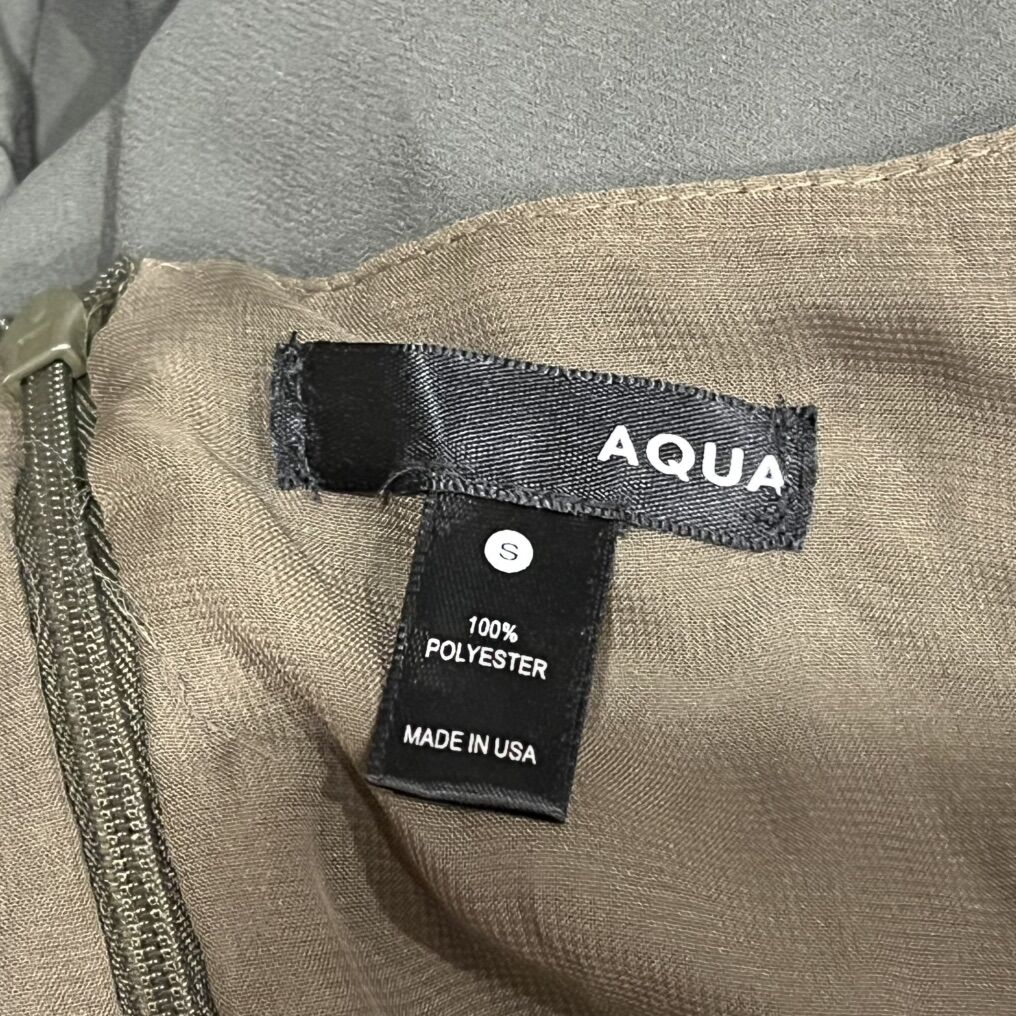 AQUA
S
100%
POLYESTER
MADE IN USA